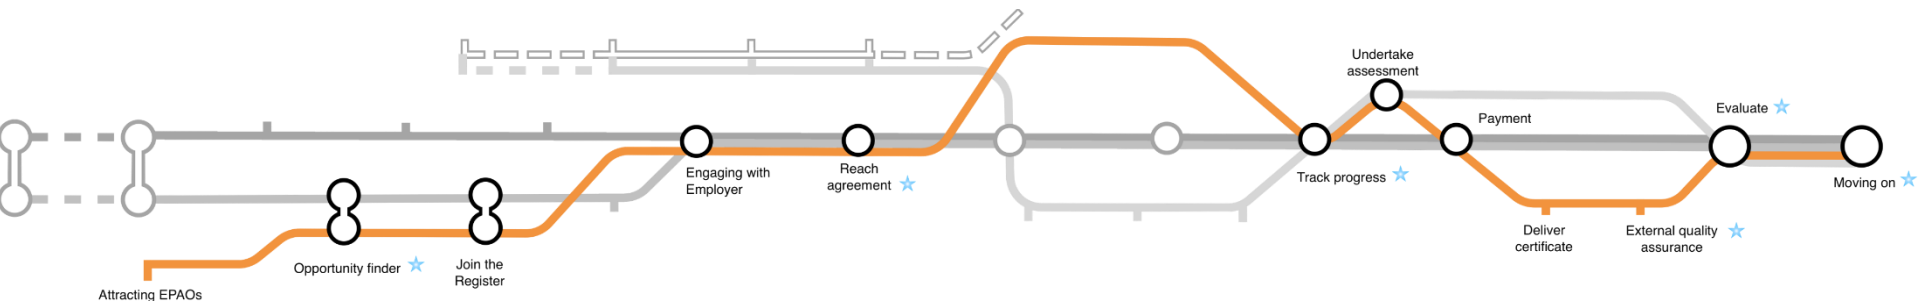 Attracting EPAOs
Opportunity finder
Join the
Register
Engaging with
Employer
Reach
agreement
Track progress
Undertake
assessment
Payment
Deliver
certificate
External quality
assurance
Evaluate
Moving on